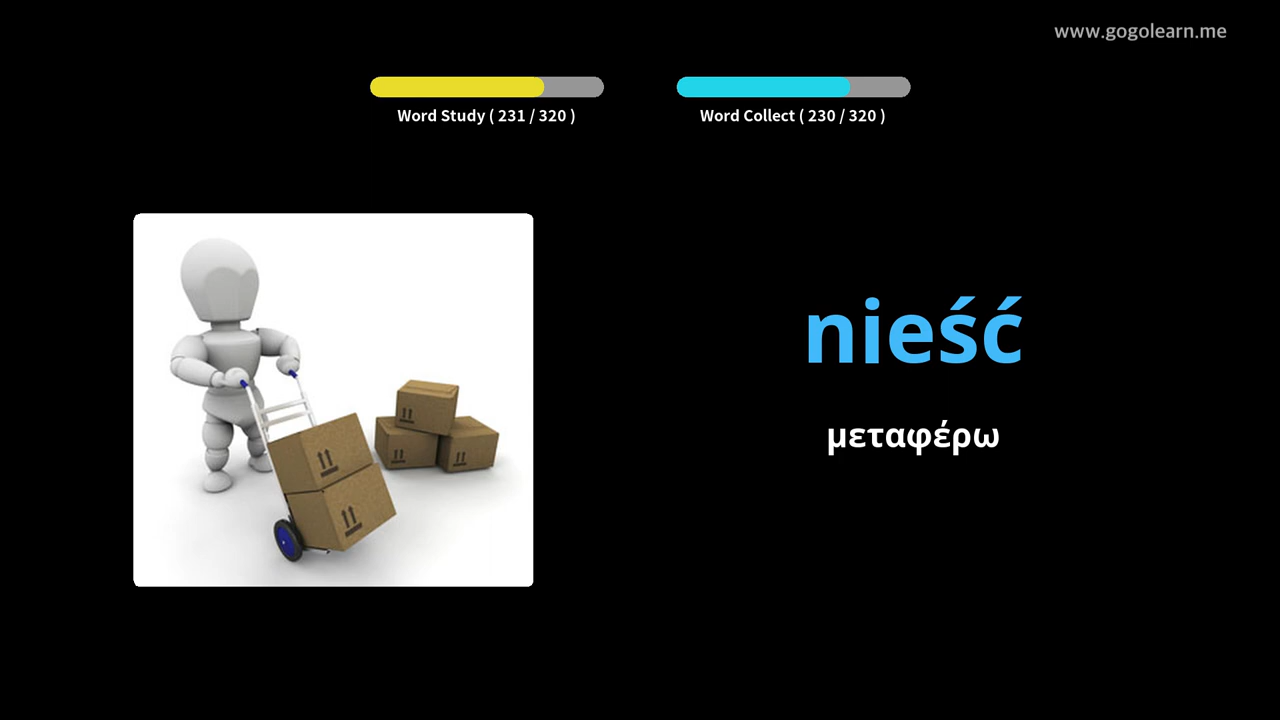 www.gogolearn.me
Word Study ( 231 / 320 )
Word Collect ( 230 / 320 )
nieść
μεταφέρω